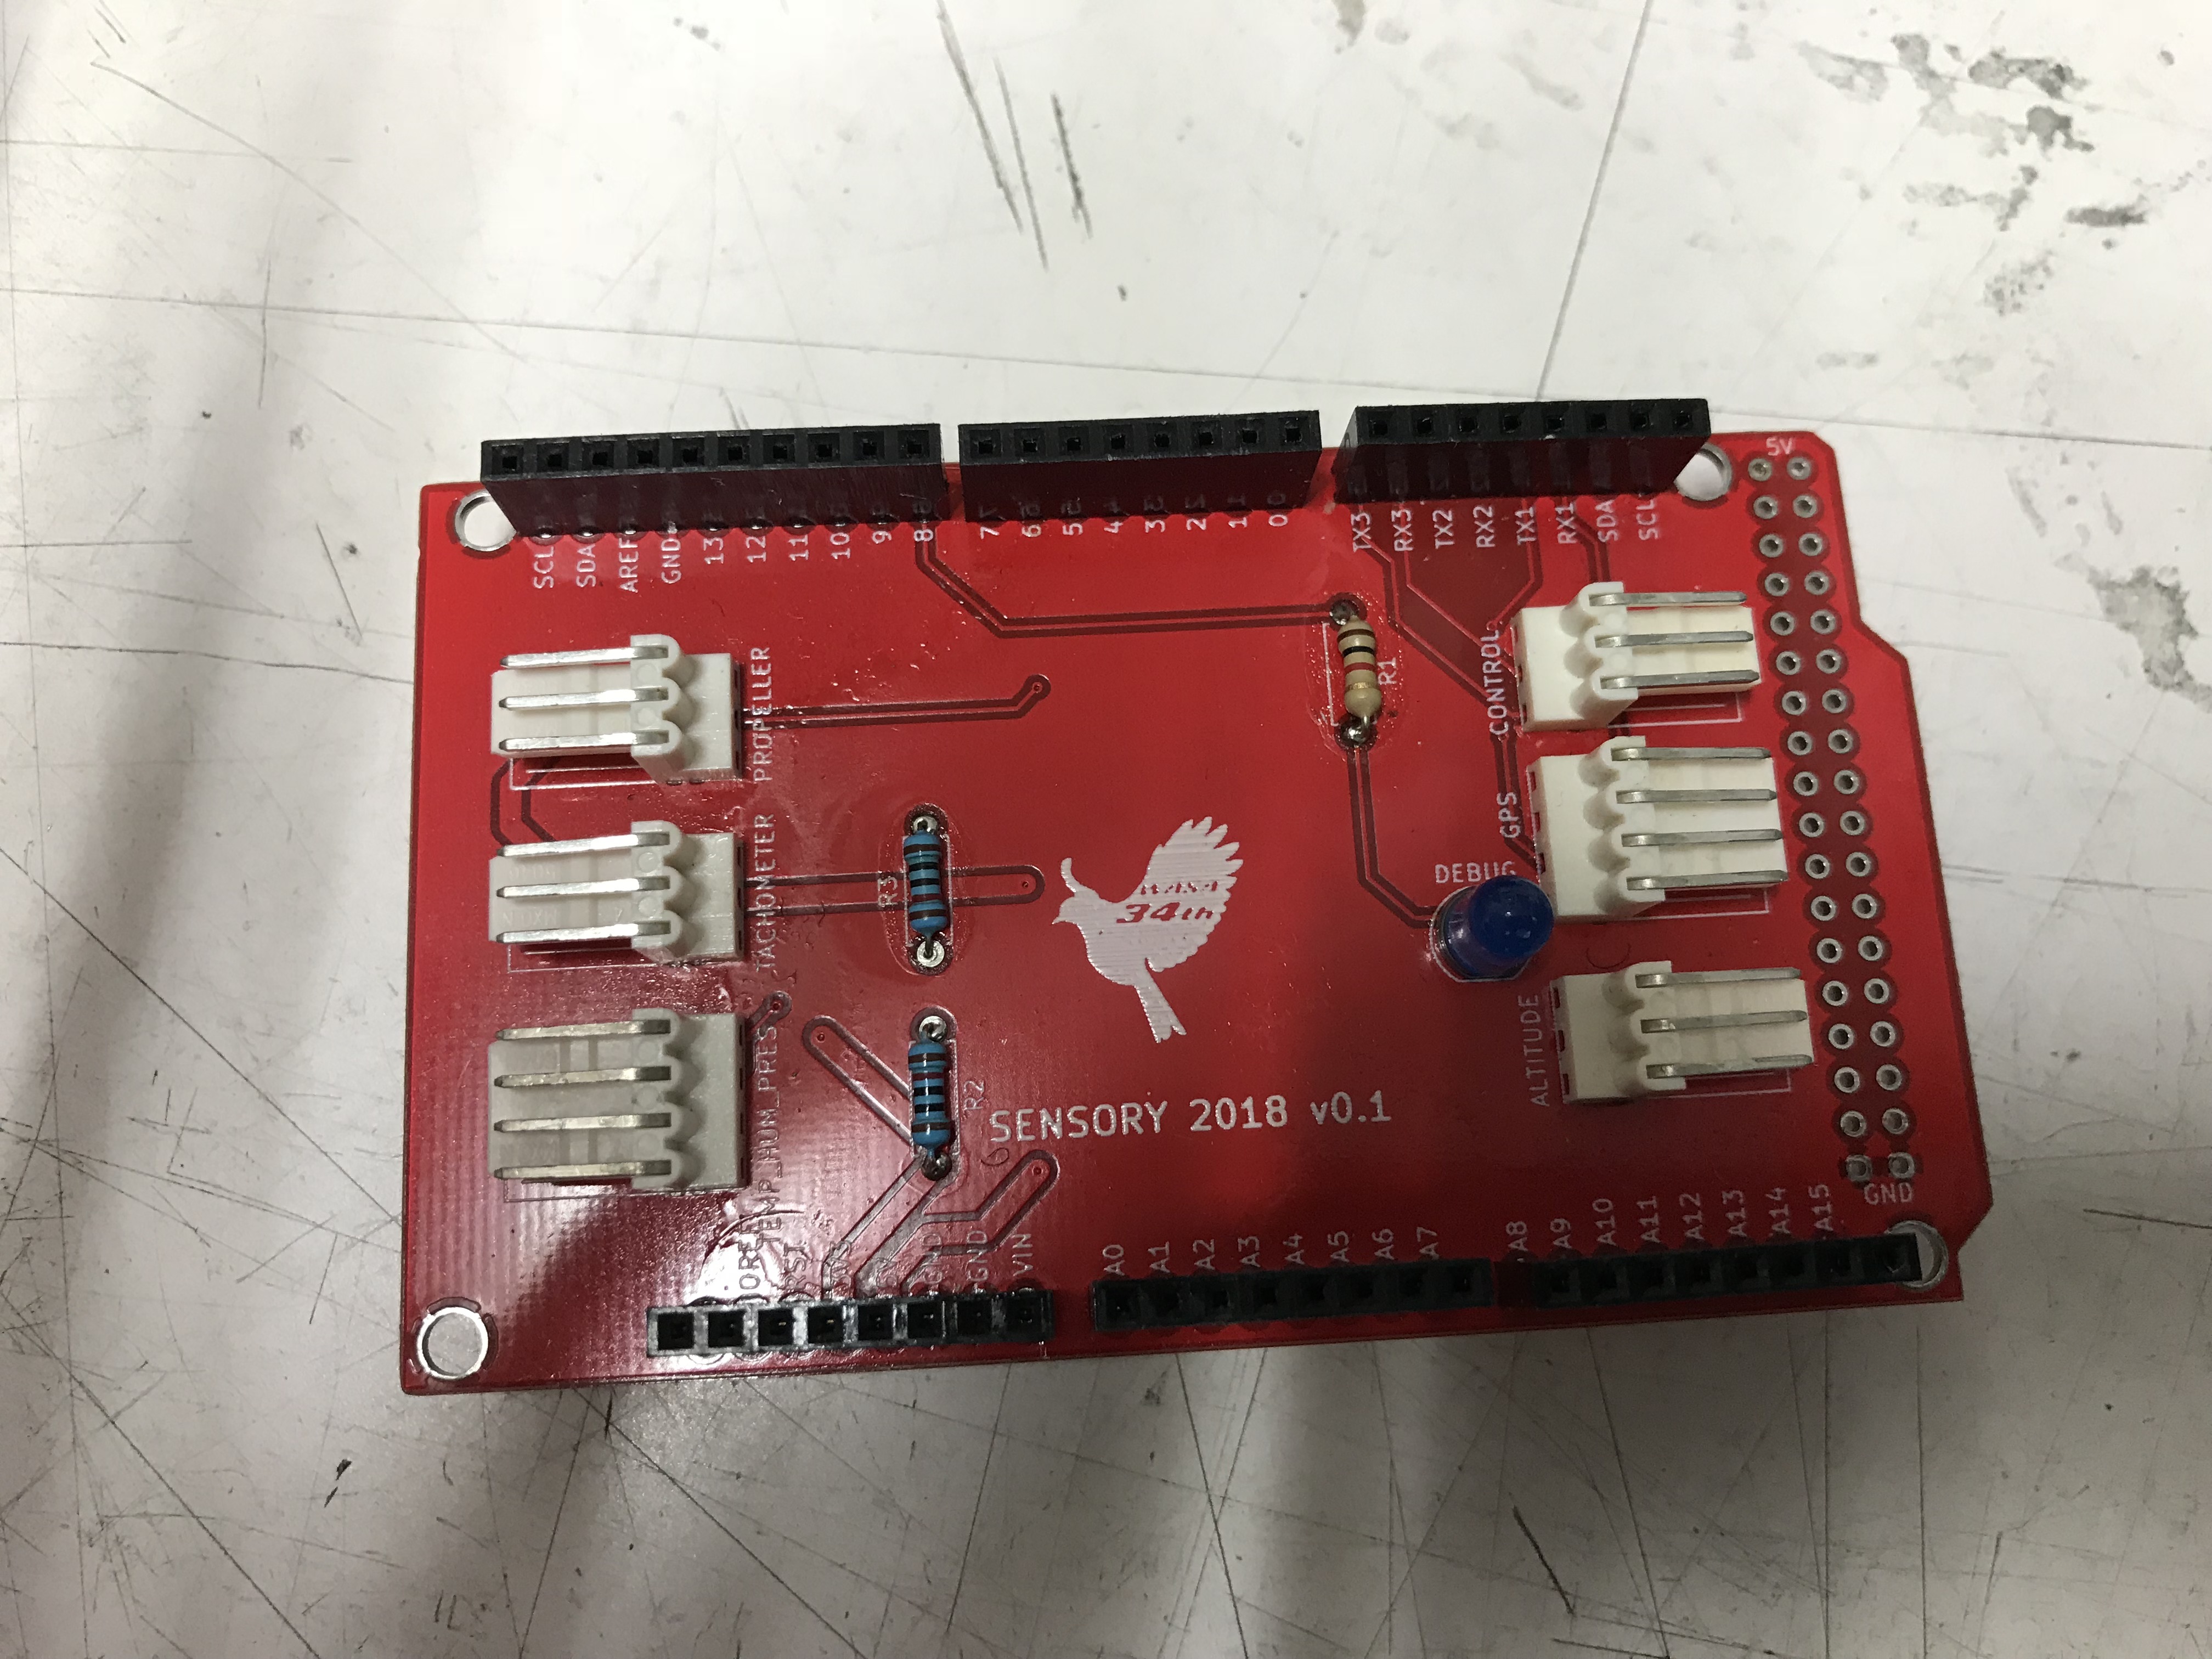 SCL
SDA
AREF
GND
13
12
11
10
9
8
7
6
5
4
3
2
1
0
TX3
RX3
TX2
RX2
TX1
RX1
SDA
SCL
TEMP_HUM_PRES
TACHOMETER
PROPELLER
RST
GND
GND
VIN
R2
R3
SENSORY 2018 v0.1
34th
R1
DEBUG
ALTITUDE
GPS
CONTROL
A0
A1
A2
A3
A4
A5
A6
A7
A8
A9
A10
A11
A12
A13
A14
A15
GND
5V